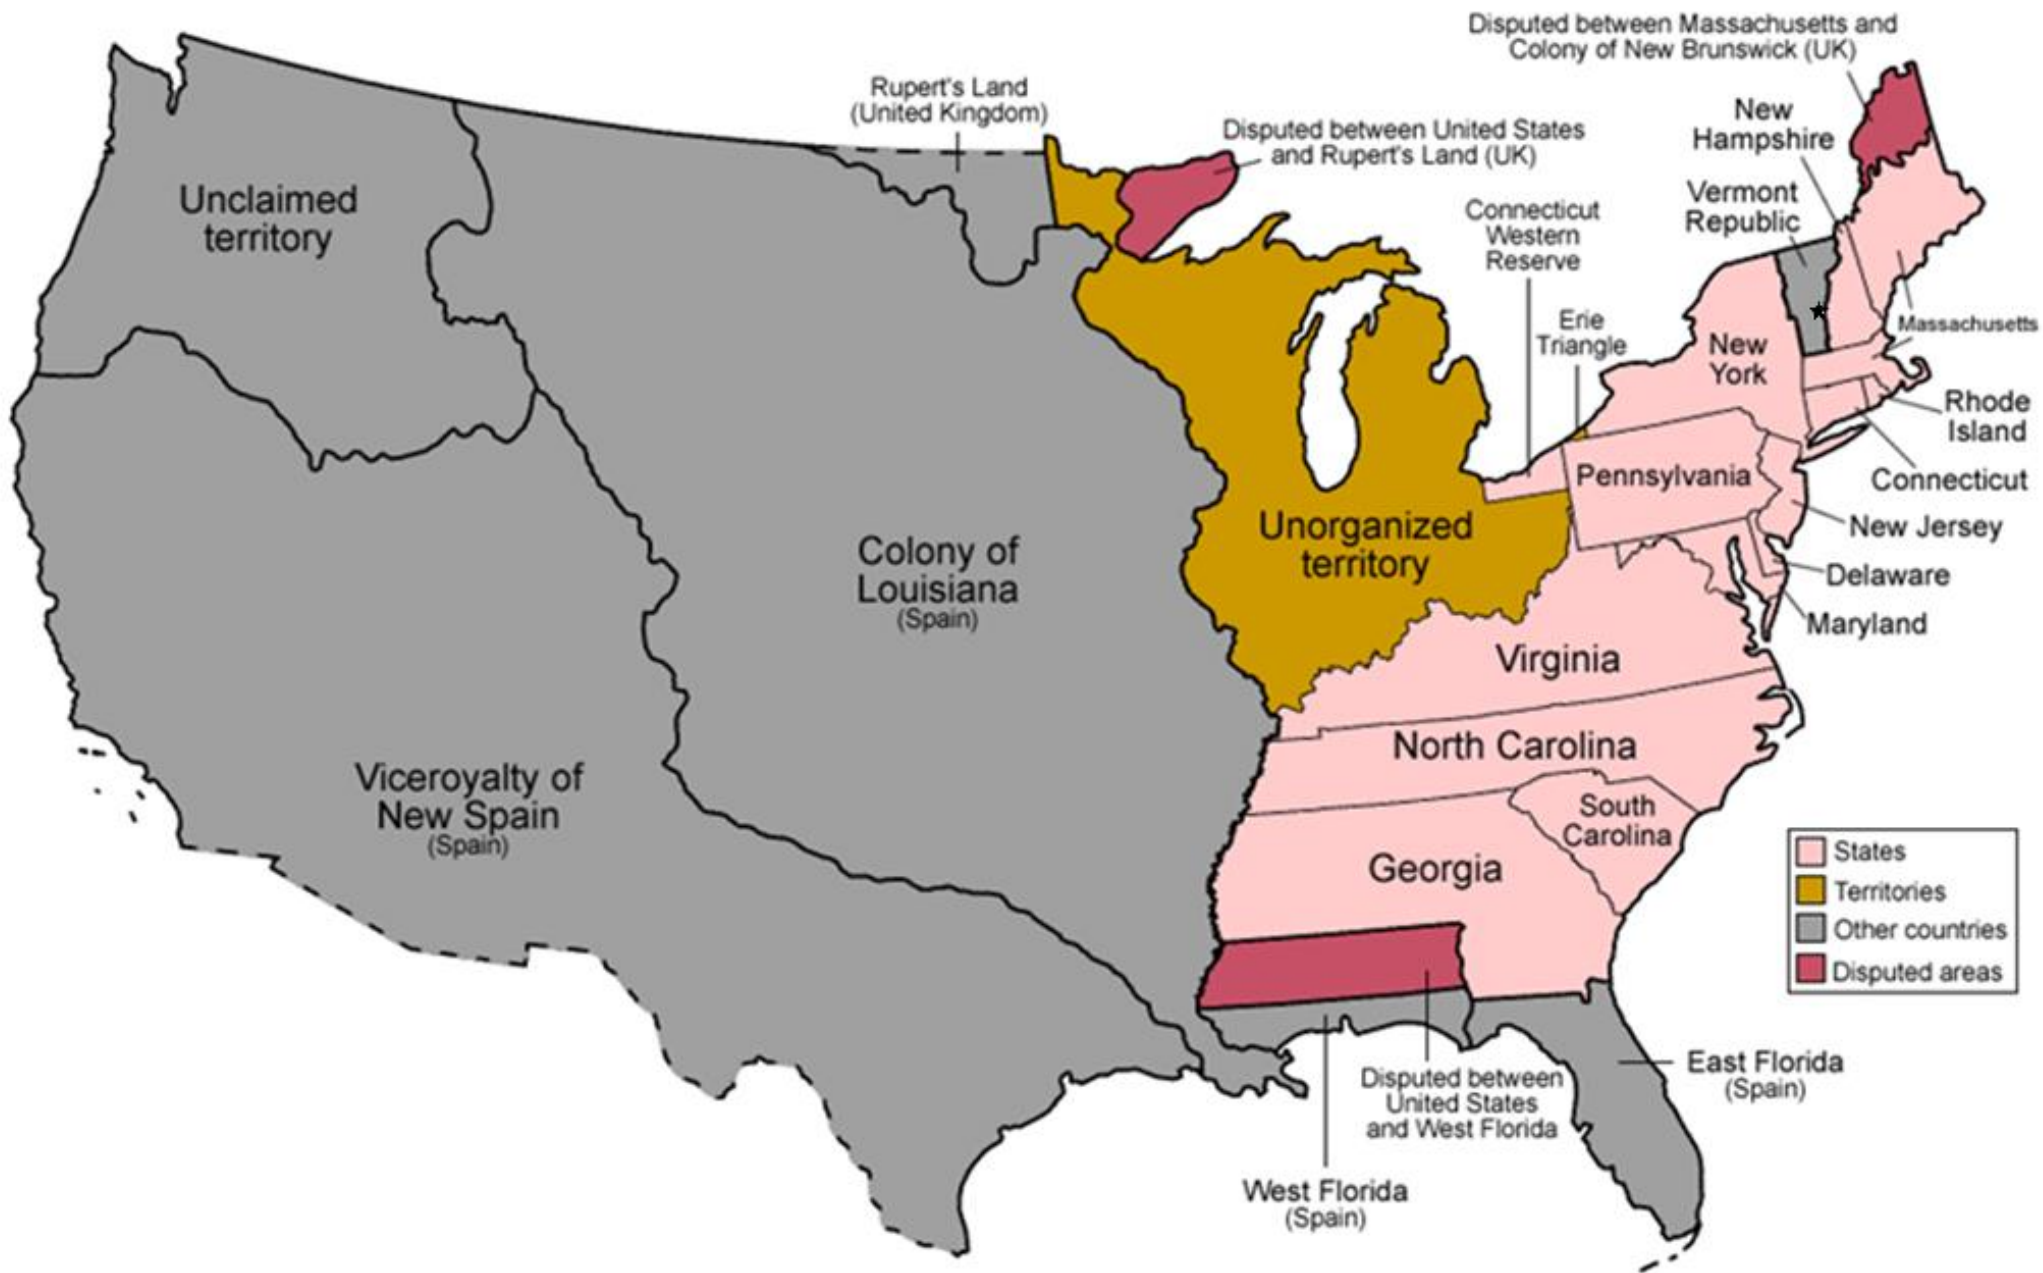 Disputed between Massachusetts and
Colony of New Brunswick (UK)
Rupert's Land
(United Kingdom)
New
Hampshire
Disputed between United States
and Rupert's Land (UK)
Vermont
Republic
Unclaimed
territory
Connecticut
Western
Reserve
Erie
Triangle
Massachusetts
New
York
Rhode
Island
Pennsylvania
Connecticut
Unorganized
territory
New Jersey
Colony of
Louisiana
(Spain)
Delaware
Maryland
Virginia
North Carolina
Viceroyalty of
New Spain
(Spain)
South
Carolina
Georgia
States
Territories
Other countries
Disputed areas
East Florida
(Spain)
Disputed between
United States
and West Florida
West Florida
(Spain)